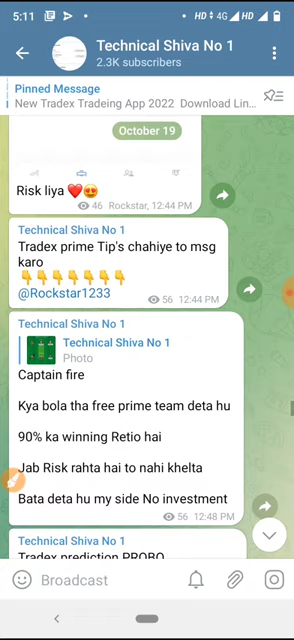 5:11 HD 4G HD
Technical Shiva No 1
2.3K subscribers
Pinned Message
New Tradex Tradeing App 2022 Download Lin...
October 19
Risk liya ❤️😍
46 Rockstar, 12:44 PM
Technical Shiva No 1
Tradex prime Tip's chahiye to msg
karo
👇👇👇👇👇👇👇
@Rockstar1233
56 12:44 PM
Technical Shiva No 1
Technical Shiva No 1
Photo
Captain fire
Kya bola tha free prime team deta hu
90% ka winning Retio hai
Jab Risk rahta hai to nahi khelta
Bata deta hu my side No investment
56 12:48 PM
Technical Shiva No 1
Tradex prediction PROBO
Broadcast